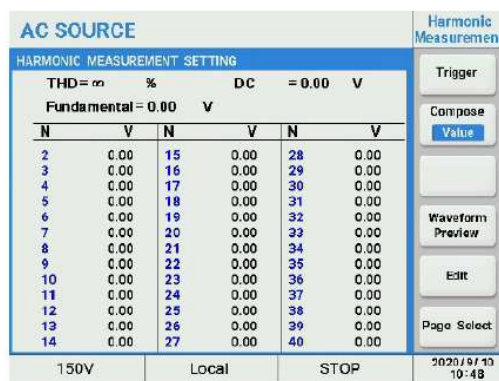 AC SOURCE
Harmonic
Measuremen
HARMONIC MEASUREMENT SETTING
THD= ∞ % DC = 0.00 V
Fundamental = 0.00 V
N V N V N V
2 0.00 15 0.00 28 0.00
3 0.00 16 0.00 29 0.00
4 0.00 17 0.00 30 0.00
5 0.00 18 0.00 31 0.00
6 0.00 19 0.00 32 0.00
7 0.00 20 0.00 33 0.00
8 0.00 21 0.00 34 0.00
9 0.00 22 0.00 35 0.00
10 0.00 23 0.00 36 0.00
11 0.00 24 0.00 37 0.00
12 0.00 25 0.00 38 0.00
13 0.00 26 0.00 39 0.00
14 0.00 27 0.00 40 0.00
Trigger
Compose
Value
Waveform
Preview
Edit
Page Select
150V Local STOP
2020/9/10
10:48